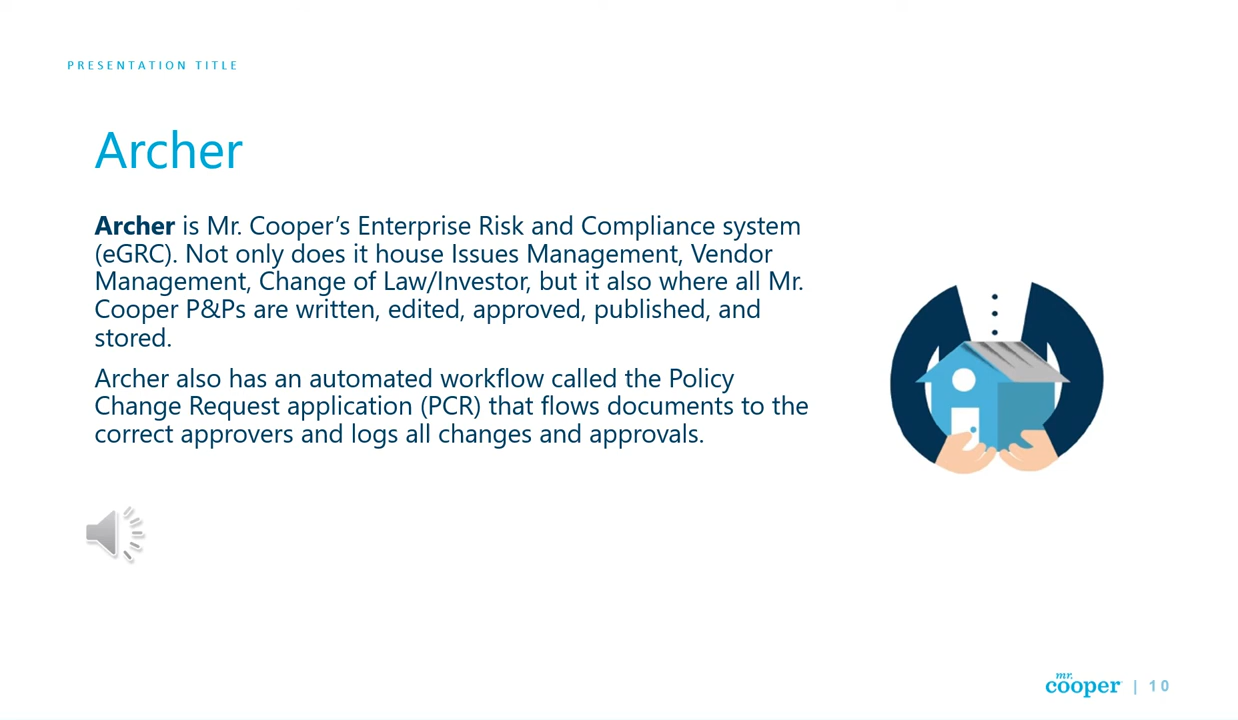 PRESENTATION TITLE
Archer
Archer is Mr. Cooper’s Enterprise Risk and Compliance system
(eGRC). Not only does it house Issues Management, Vendor
Management, Change of Law/Investor, but it also where all Mr.
Cooper P&Ps are written, edited, approved, published, and
stored.
Archer also has an automated workflow called the Policy
Change Request application (PCR) that flows documents to the
correct approvers and logs all changes and approvals.
mr.
cooper | 10